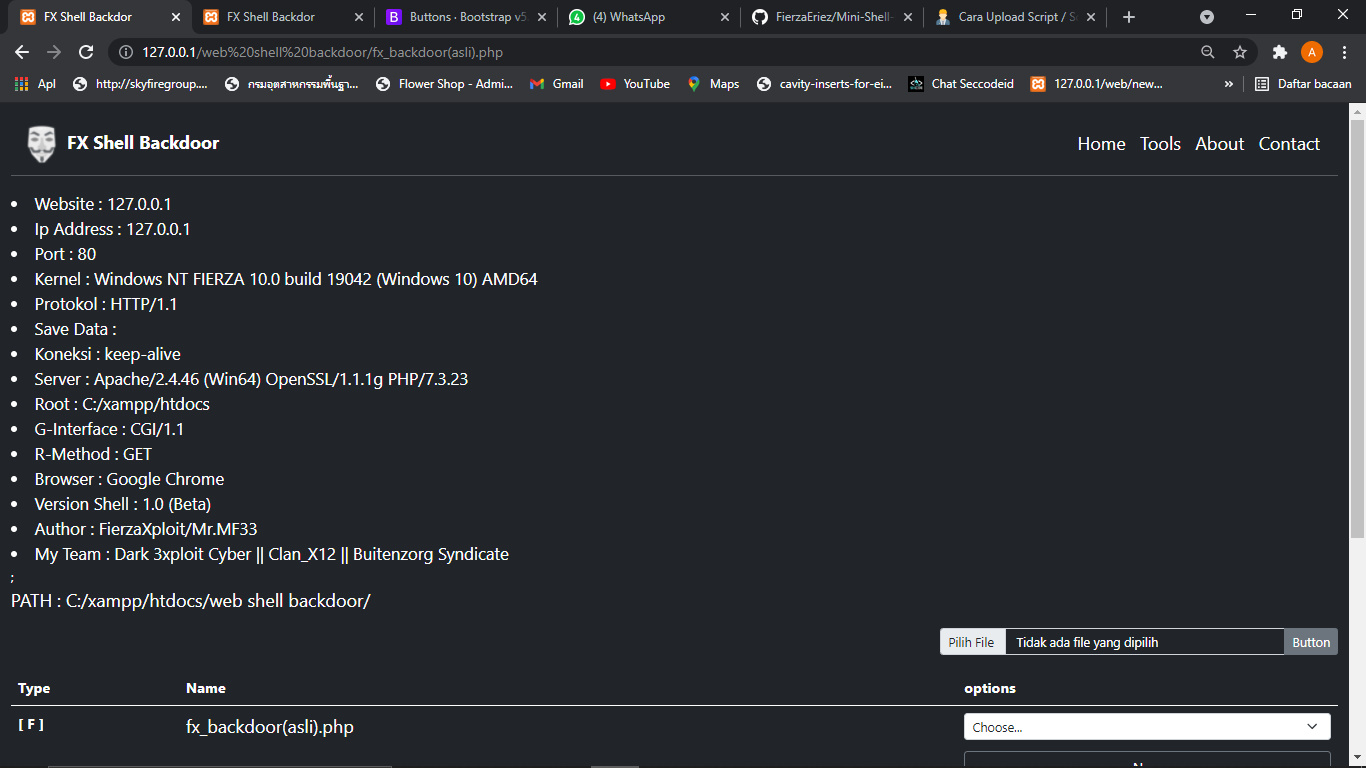 FX Shell Backdor
FX Shell Backdor
Buttons · Bootstrap v5.
(4) WhatsApp
FierzaEriez/Mini-Shell-
Cara Upload Script / S
127.0.0.1/web%20shell%20backdoor/fx_backdoor(asli).php
A
Apl
http://skyfiregroup....
กรมอุตสาหกรรมพื้นฐา...
Flower Shop - Admi...
Gmail
YouTube
Maps
cavity-inserts-for-ei...
Chat Seccodeid
127.0.0.1/web/new...
»
Daftar bacaan
FX Shell Backdoor
Home
Tools
About
Contact
• Website : 127.0.0.1
• Ip Address : 127.0.0.1
• Port : 80
• Kernel : Windows NT FIERZA 10.0 build 19042 (Windows 10) AMD64
• Protokol : HTTP/1.1
• Save Data :
• Koneksi : keep-alive
• Server : Apache/2.4.46 (Win64) OpenSSL/1.1.1g PHP/7.3.23
• Root : C:/xampp/htdocs
• G-Interface : CGI/1.1
• R-Method : GET
• Browser : Google Chrome
• Version Shell : 1.0 (Beta)
• Author : FierzaXploit/Mr.MF33
• My Team : Dark 3xploit Cyber || Clan_X12 || Buitenzorg Syndicate
;
PATH : C:/xampp/htdocs/web shell backdoor/
Pilih File
Tidak ada file yang dipilih
Button
Type
Name
options
[ F ]
fx_backdoor(asli).php
Choose...